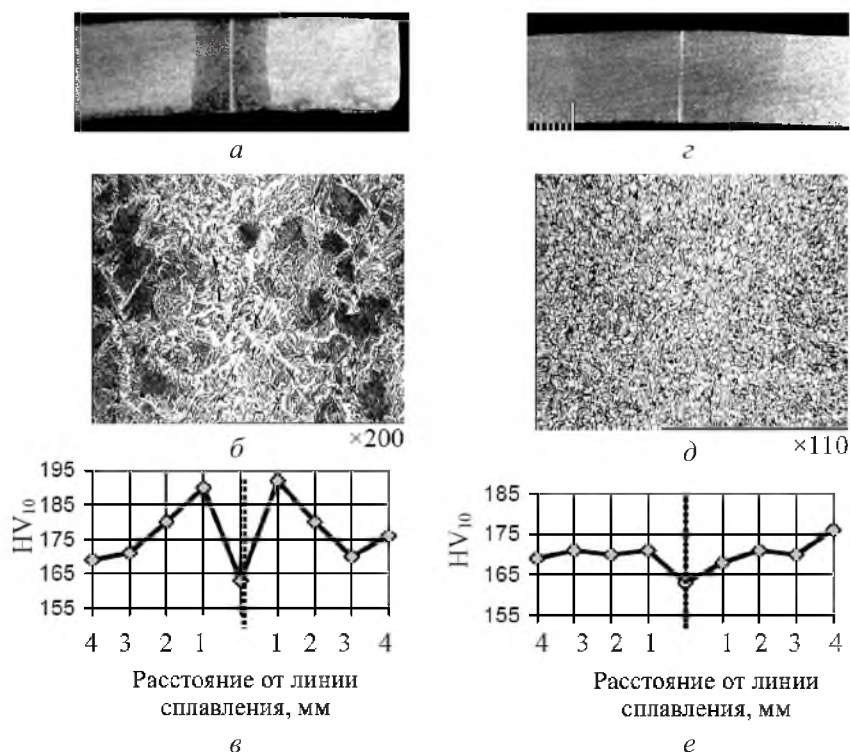 а
г
б
×200
д
×110
195
185
175
165
155
HV10
4 3 2 1 1 2 3 4
Расстояние от линии
сплавления, мм
в
185
175
165
155
HV10
4 3 2 1 1 2 3 4
Расстояние от линии
сплавления, мм
е